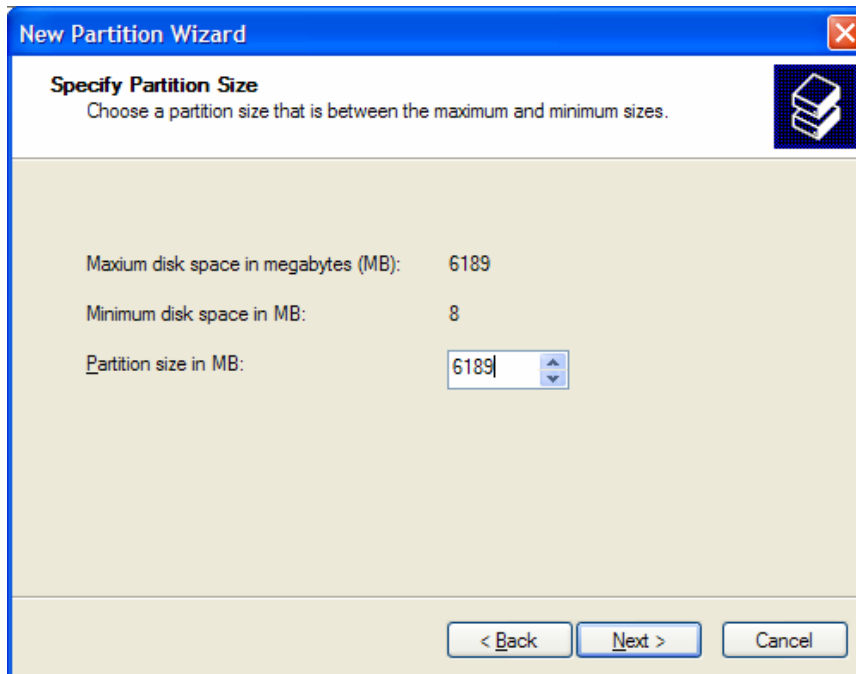 New Partition Wizard
Specify Partition Size
Choose a partition size that is between the maximum and minimum sizes.
Maxium disk space in megabytes (MB): 6189
Minimum disk space in MB: 8
Partition size in MB: 6189
< Back Next > Cancel